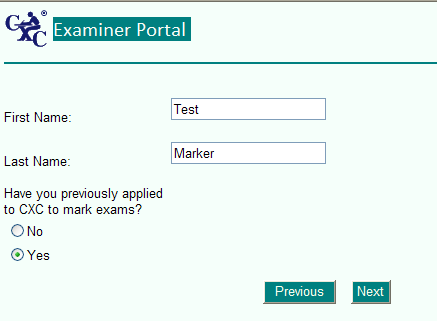 CXC®
Examiner Portal
First Name: Test
Last Name: Marker
Have you previously applied
to CXC to mark exams?
No
Yes
Previous Next